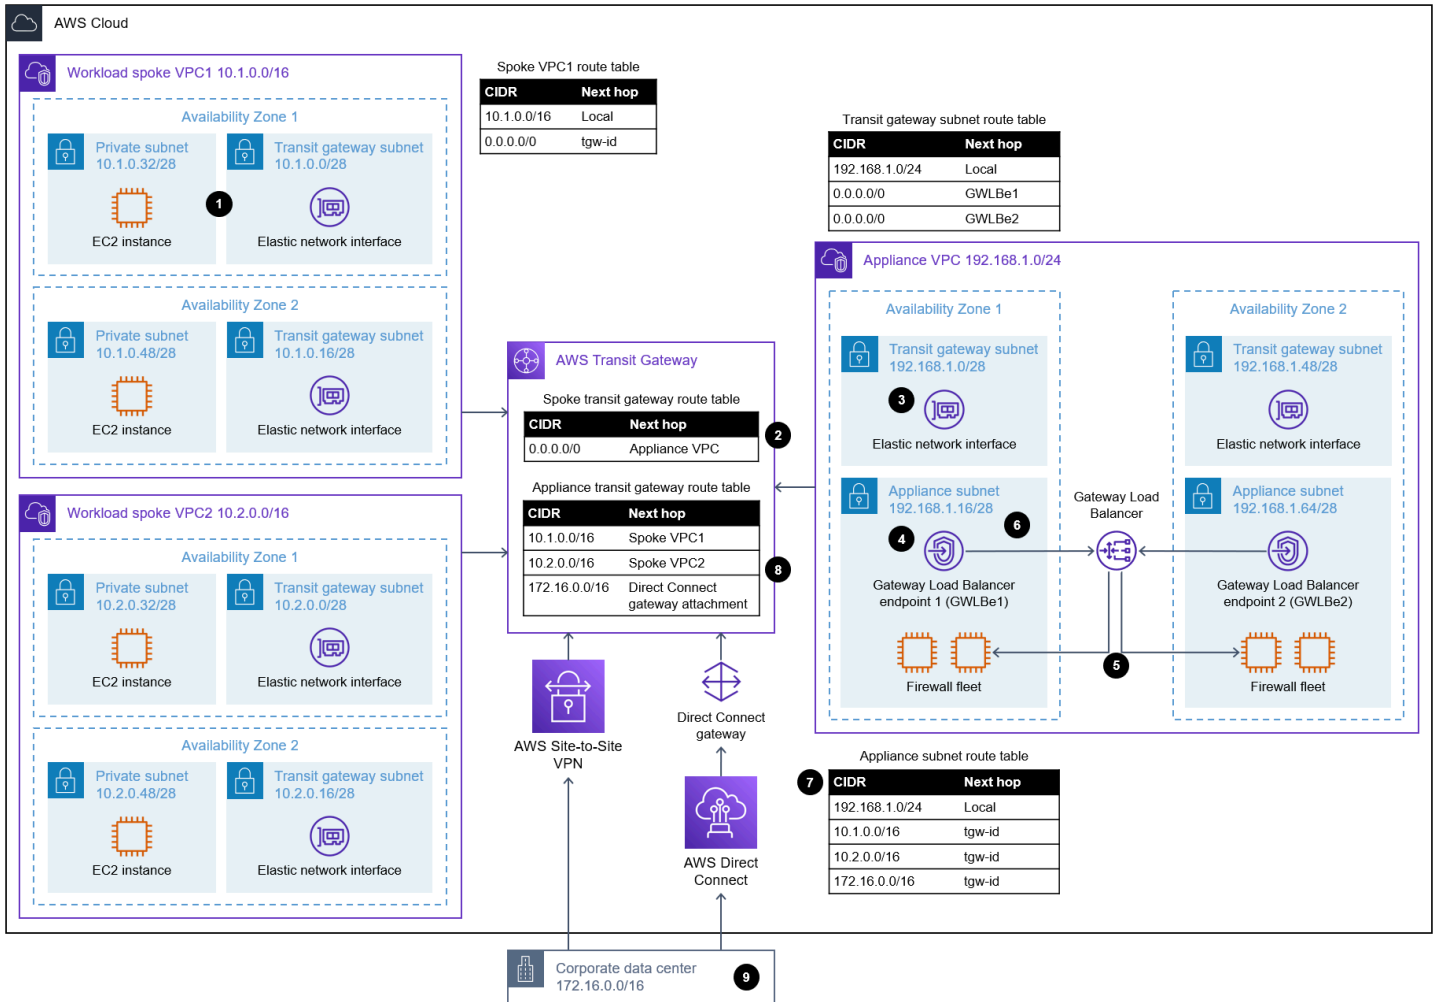 AWS Cloud
Workload spoke VPC1 10.1.0.0/16
Availability Zone 1
Private subnet
10.1.0.32/28
EC2 instance
1
Transit gateway subnet
10.1.0.0/28
Elastic network interface
Availability Zone 2
Private subnet
10.1.0.48/28
EC2 instance
Transit gateway subnet
10.1.0.16/28
Elastic network interface
Workload spoke VPC2 10.2.0.0/16
Availability Zone 1
Private subnet
10.2.0.32/28
EC2 instance
Transit gateway subnet
10.2.0.0/28
Elastic network interface
Availability Zone 2
Private subnet
10.2.0.48/28
EC2 instance
Transit gateway subnet
10.2.0.16/28
Elastic network interface
Spoke VPC1 route table
CIDR Next hop
10.1.0.0/16 Local
0.0.0.0/0 tgw-id
AWS Transit Gateway
Spoke transit gateway route table
CIDR Next hop
0.0.0.0/0 Appliance VPC
2
Appliance transit gateway route table
CIDR Next hop
10.1.0.0/16 Spoke VPC1
10.2.0.0/16 Spoke VPC2
172.16.0.0/16 Direct Connect
gateway attachment
8
AWS Site-to-Site
VPN
Direct Connect
gateway
AWS Direct
Connect
Corporate data center
172.16.0.0/16
9
Transit gateway subnet route table
CIDR Next hop
192.168.1.0/24 Local
0.0.0.0/0 GWLBe1
0.0.0.0/0 GWLBe2
Appliance VPC 192.168.1.0/24
Availability Zone 1
Transit gateway subnet
192.168.1.0/28
3
Elastic network interface
Appliance subnet
192.168.1.16/28
4
6
Gateway Load Balancer
endpoint 1 (GWLBe1)
Firewall fleet
Gateway Load
Balancer
5
Availability Zone 2
Transit gateway subnet
192.168.1.48/28
Elastic network interface
Appliance subnet
192.168.1.64/28
Gateway Load Balancer
endpoint 2 (GWLBe2)
Firewall fleet
Appliance subnet route table
7
CIDR Next hop
192.168.1.0/24 Local
10.1.0.0/16 tgw-id
10.2.0.0/16 tgw-id
172.16.0.0/16 tgw-id